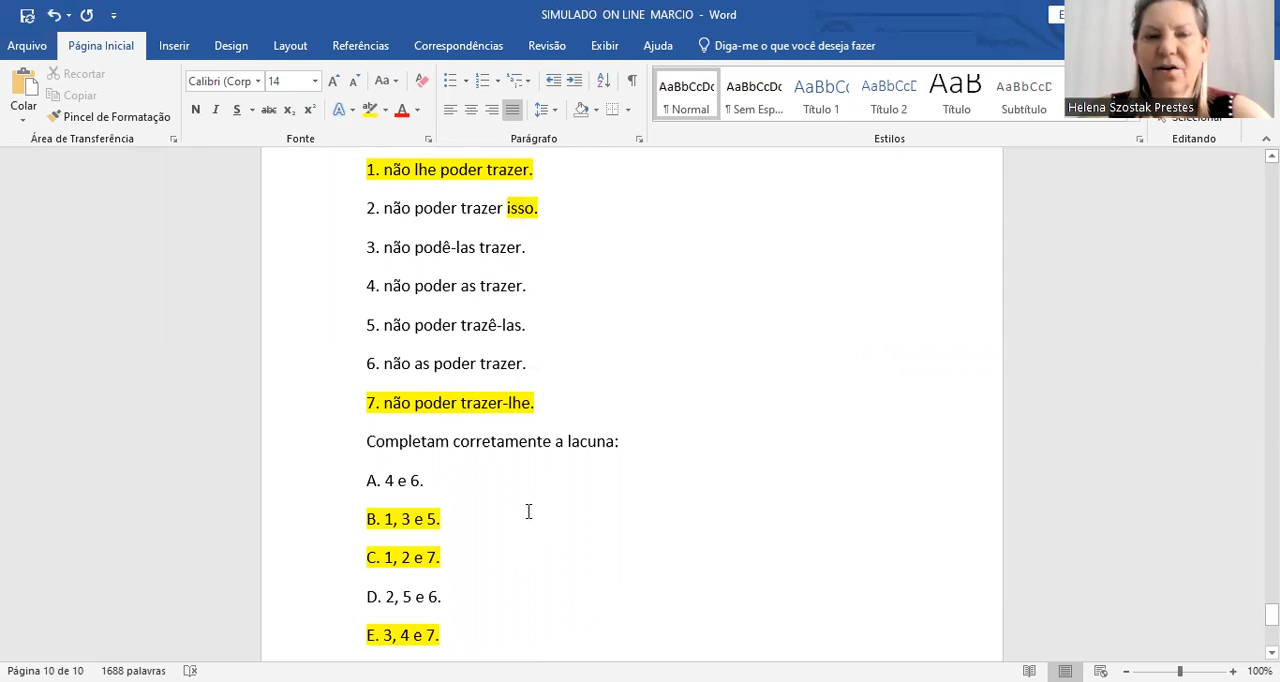 SIMULADO ON LINE MARCIO - Word
Arquivo Página Inicial Inserir Design Layout Referências Correspondências Revisão Exibir Ajuda Diga-me o que você deseja fazer
Colar
Recortar
Copiar
Pincel de Formatação
Calibri (Corp 14
Aa
N I S abc x₂ x²
A A
AaBbCcDc AaBbCcDc AaBbCc AaBbCcD AaB AaBbCcD
¶ Normal ¶ Sem Esp... Título 1 Título 2 Título Subtítulo
Helena Szostak Prestes
Área de Transferência Fonte Parágrafo Estilos Editando
1. não lhe poder trazer.
2. não poder trazer isso.
3. não podê-las trazer.
4. não poder as trazer.
5. não poder trazê-las.
6. não as poder trazer.
7. não poder trazer-lhe.
Completam corretamente a lacuna:
A. 4 e 6.
B. 1, 3 e 5.
C. 1, 2 e 7.
D. 2, 5 e 6.
E. 3, 4 e 7.
Página 10 de 10 1688 palavras 100%